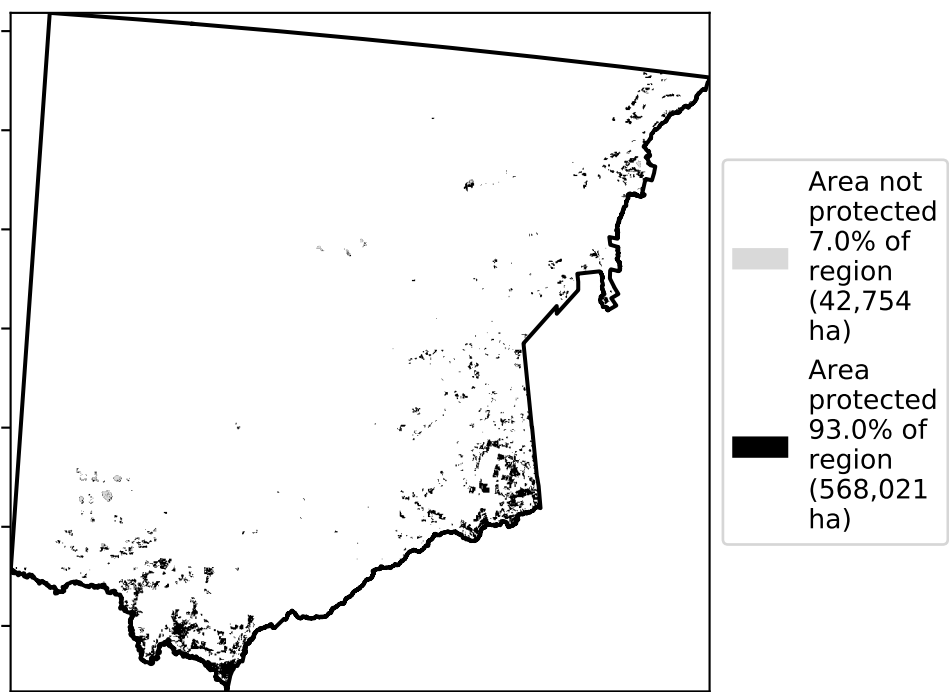 Area not
protected
7.0% of
region
(42,754
ha)
Area
protected
93.0% of
region
(568,021
ha)